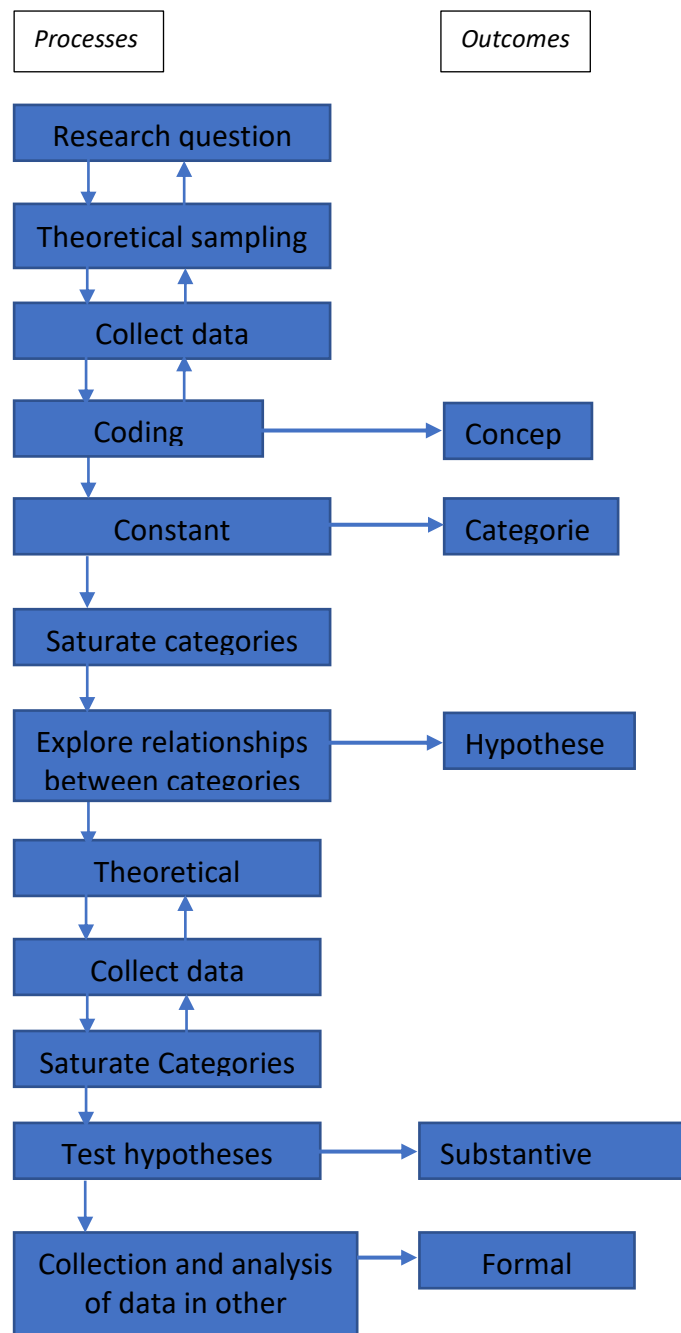 Processes
Outcomes
Research question
Theoretical sampling
Collect data
Coding
Concep
Constant
Categorie
Saturate categories
Explore relationships
between categories
Hypothese
Theoretical
Collect data
Saturate Categories
Test hypotheses
Substantive
Collection and analysis
of data in other
Formal